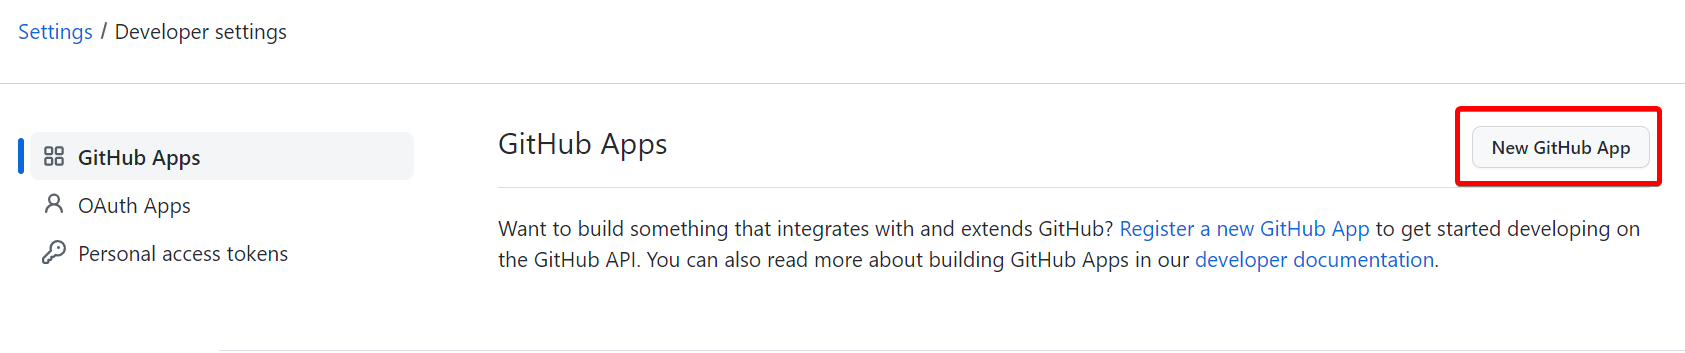 Settings / Developer settings
GitHub Apps
OAuth Apps
Personal access tokens
GitHub Apps
New GitHub App
Want to build something that integrates with and extends GitHub? Register a new GitHub App to get started developing on
the GitHub API. You can also read more about building GitHub Apps in our developer documentation.